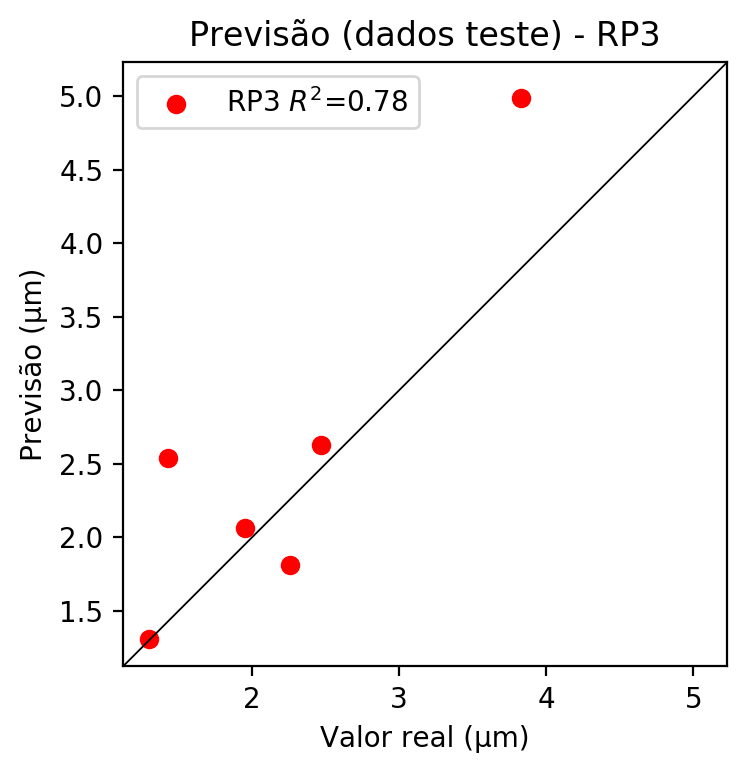 Previsão (dados teste) - RP3
RP3 R²=0.78
5.0
4.5
4.0
3.5
3.0
2.5
2.0
1.5
Previsão (µm)
2 3 4 5
Valor real (µm)